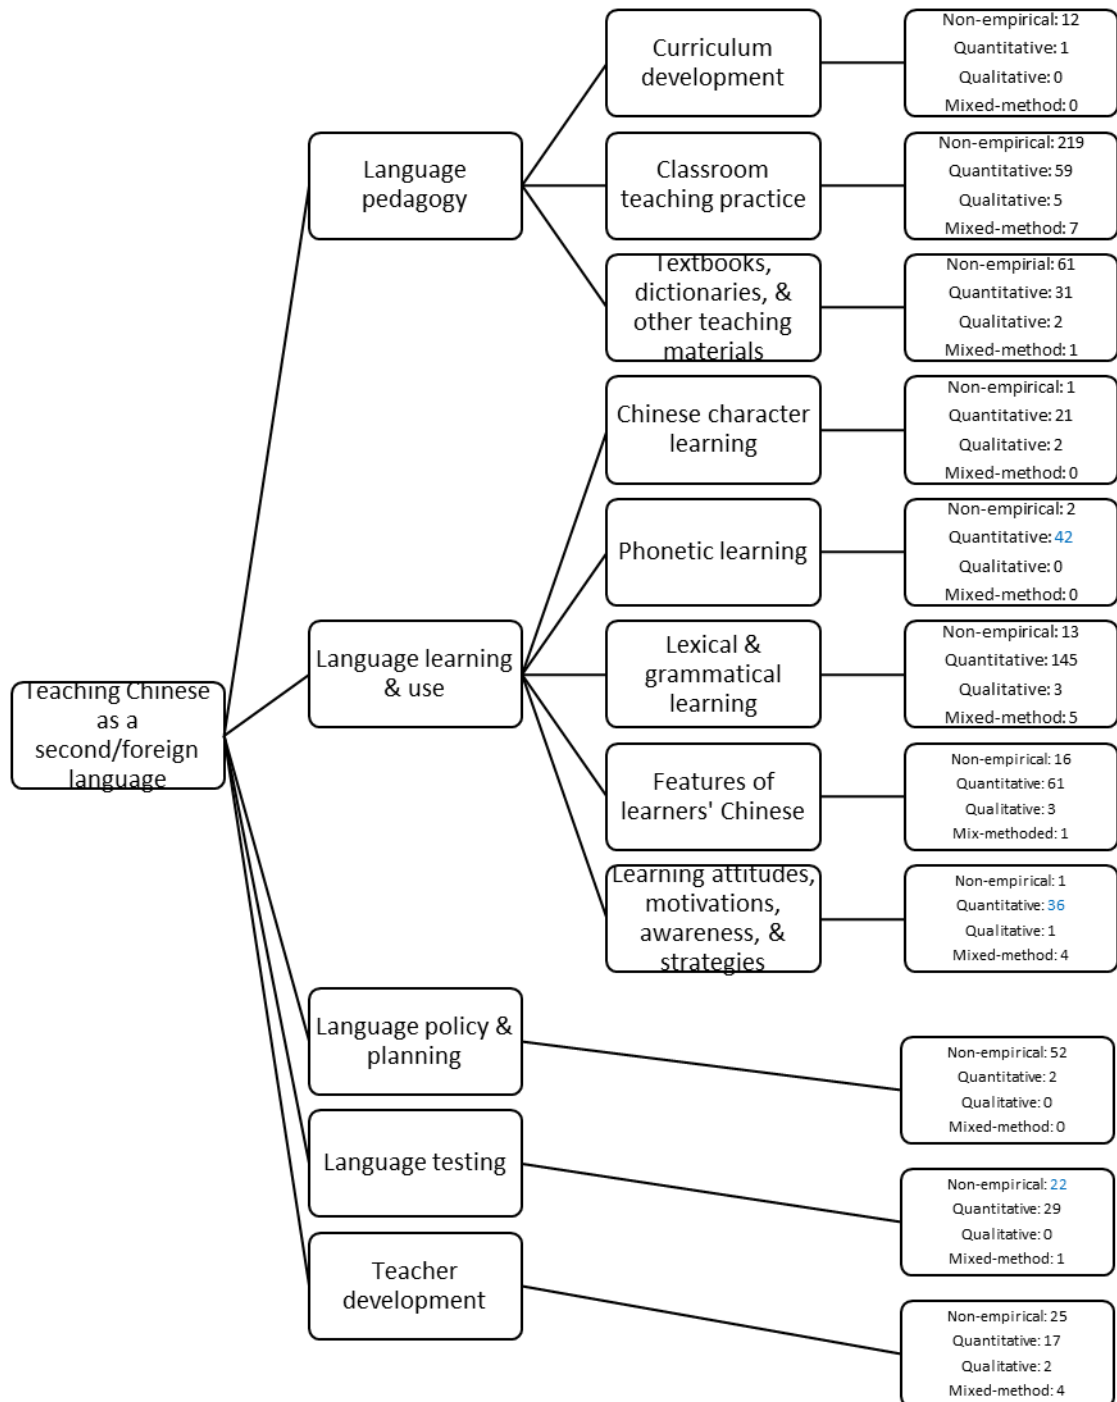 Teaching Chinese
as a
second/foreign
language
Language
pedagogy
Curriculum
development
Non-empirical: 12
Quantitative: 1
Qualitative: 0
Mixed-method: 0
Classroom
teaching practice
Non-empirical: 219
Quantitative: 59
Qualitative: 5
Mixed-method: 7
Textbooks,
dictionaries, &
other teaching
materials
Non-empirial: 61
Quantitative: 31
Qualitative: 2
Mixed-method: 1
Language learning
& use
Chinese character
learning
Non-empirical: 1
Quantitative: 21
Qualitative: 2
Mixed-method: 0
Phonetic learning
Non-empirical: 2
Quantitative: 42
Qualitative: 0
Mixed-method: 0
Lexical &
grammatical
learning
Non-empirical: 13
Quantitative: 145
Qualitative: 3
Mixed-method: 5
Features of
learners' Chinese
Non-empirical: 16
Quantitative: 61
Qualitative: 3
Mix-methoded: 1
Learning attitudes,
motivations,
awareness, &
strategies
Non-empirical: 1
Quantitative: 36
Qualitative: 1
Mixed-method: 4
Language policy &
planning
Non-empirical: 52
Quantitative: 2
Qualitative: 0
Mixed-method: 0
Language testing
Non-empirical: 22
Quantitative: 29
Qualitative: 0
Mixed-method: 1
Teacher
development
Non-empirical: 25
Quantitative: 17
Qualitative: 2
Mixed-method: 4